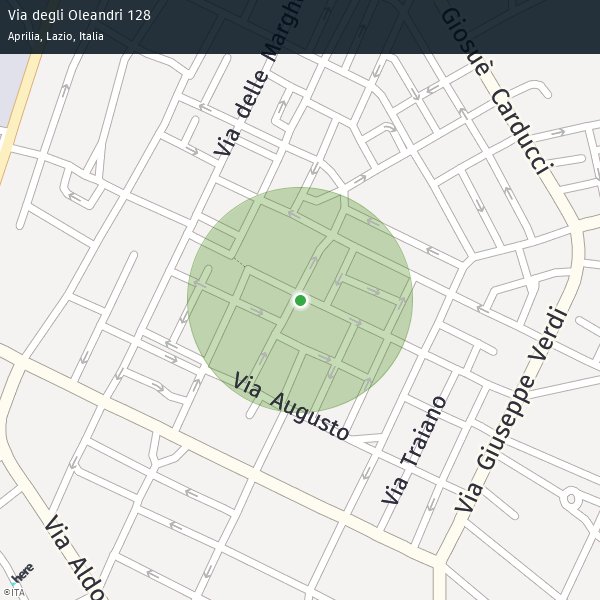 Via degli Oleandri 128
Aprilia, Lazio, Italia
Via delle Margh
Giosuè Carducci
Via Augusto
Via Traiano
Via Giuseppe Verdi
Via Aldo
here
©ITA